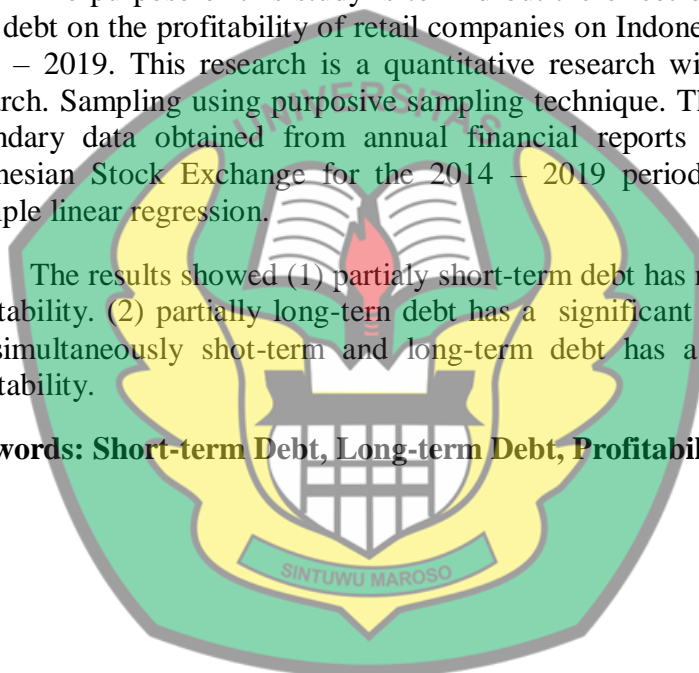 debt on the profitability of retail companies on Indone
– 2019. This research is a quantitative research wi
arch. Sampling using purposive sampling technique. Th
ndary data obtained from annual financial reports
nesian Stock Exchange for the 2014 – 2019 period
ple linear regression.
The results showed (1) partialy short-term debt has
tability. (2) partially long-tern debt has a significant
simultaneously shot-term and long-term debt has a
tability.
words: Short-term Debt, Long-term Debt, Profitabil
UNIVERSITAS
SINTUWU MAROSO